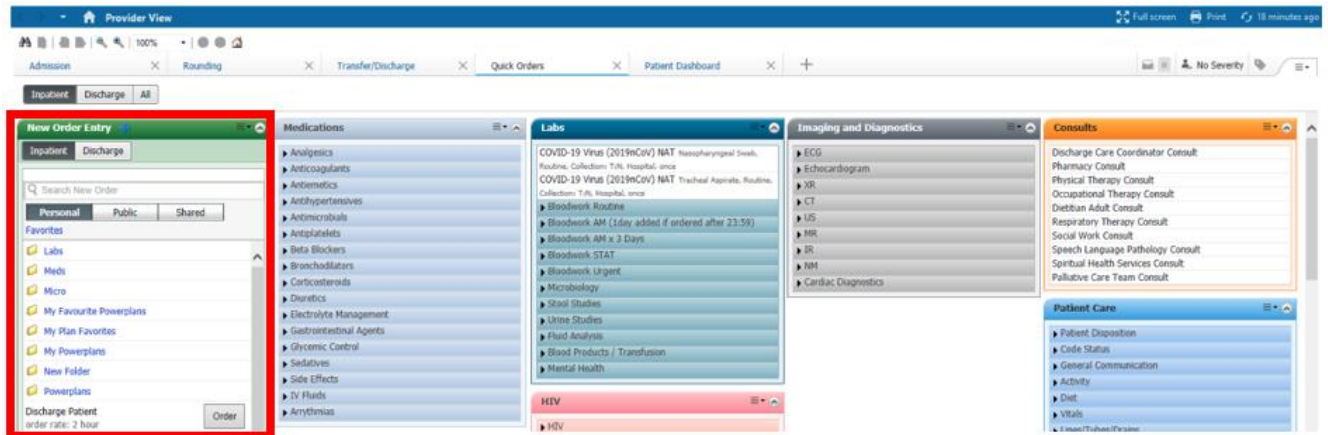 Provider View
Full screen Print 18 minutes ago
100%
Admission Rounding Transfer/Discharge Quick Orders Patient Dashboard
No Severity
Inpatient Discharge All
New Order Entry
Inpatient Discharge
Search New Order
Personal Public Shared
Favorites
Labs
Meds
Micro
My Favourite Powerplans
My Plan Favorites
My Powerplans
New Folder
Powerplans
Discharge Patient
order rate: 2 hour
Order
Medications
Analgesics
Anticoagulants
Antiemetics
Antihypertensives
Antimicrobials
Antiplatelets
Beta Blockers
Bronchodilators
Corticosteroids
Diuretics
Electrolyte Management
Gastrointestinal Agents
Glycemic Control
Sedatives
Side Effects
IV Fluids
Arrythmias
Labs
COVID-19 Virus (2019nCoV) NAT Nasopharyngeal Swab,
Routine, Collection: T;N, Hospital, once
COVID-19 Virus (2019nCoV) NAT Tracheal Aspirate, Routine,
Collection: T;N, Hospital, once
Bloodwork Routine
Bloodwork AM (1day added if ordered after 23:59)
Bloodwork AM x 3 Days
Bloodwork STAT
Bloodwork Urgent
Microbiology
Stool Studies
Urine Studies
Fluid Analysis
Blood Products / Transfusion
Mental Health
HIV
HIV
Imaging and Diagnostics
ECG
Echocardiogram
XR
CT
US
MR
IR
NM
Cardiac Diagnostics
Consults
Discharge Care Coordinator Consult
Pharmacy Consult
Physical Therapy Consult
Occupational Therapy Consult
Dietitian Adult Consult
Respiratory Therapy Consult
Social Work Consult
Speech Language Pathology Consult
Spiritual Health Services Consult
Palliative Care Team Consult
Patient Care
Patient Disposition
Code Status
General Communication
Activity
Diet
Vitals
Lines/Tubes/Drains